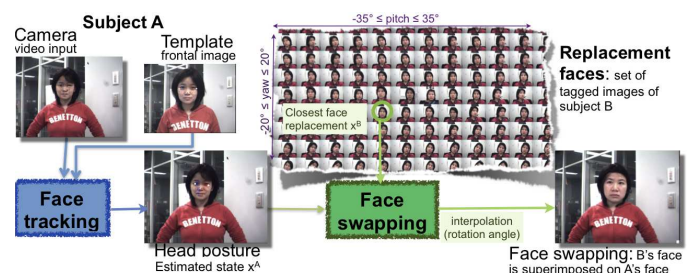 Subject A
Camera
video input
Template
frontal image
-35° ≤ pitch ≤ 35°
-20° ≤ yaw ≤ 20°
Replacement
faces: set of
tagged images of
subject B
Closest face
replacement xᴮ
BENETTON
BENETTON
Face
tracking
BENETTON
Head posture
Estimated state xᴬ
Face
swapping
interpolation
(rotation angle)
BENETTON
Face swapping: B's face
is superimposed on A's face